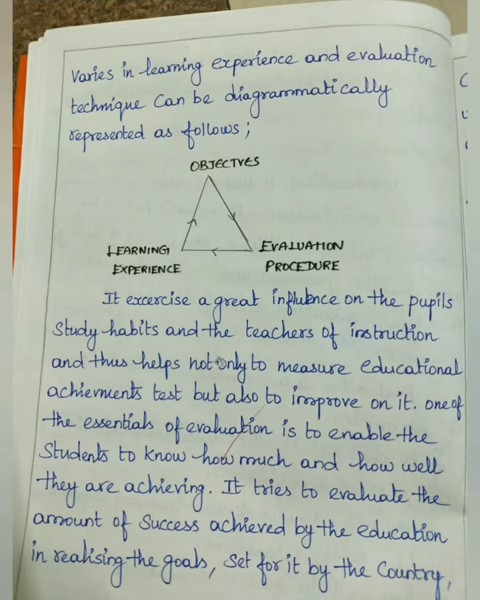 Varies in learning experience and evaluation
technique can be diagrammatically
represented as follows;
OBJECTVES
LEARNING
EXPERIENCE
EVALUATION
PROCEDURE
It excercise a great influence on the pupils
study habits and the teachers of instruction
and thus helps not only to measure educational
achievments test but also to improve on it. one of
the essentials of evaluation is to enable the
Students to know how much and how well
they are achieving. It tries to evaluate the
amount of Success achieved by the education
in realising the goals, Set for it by the Country,